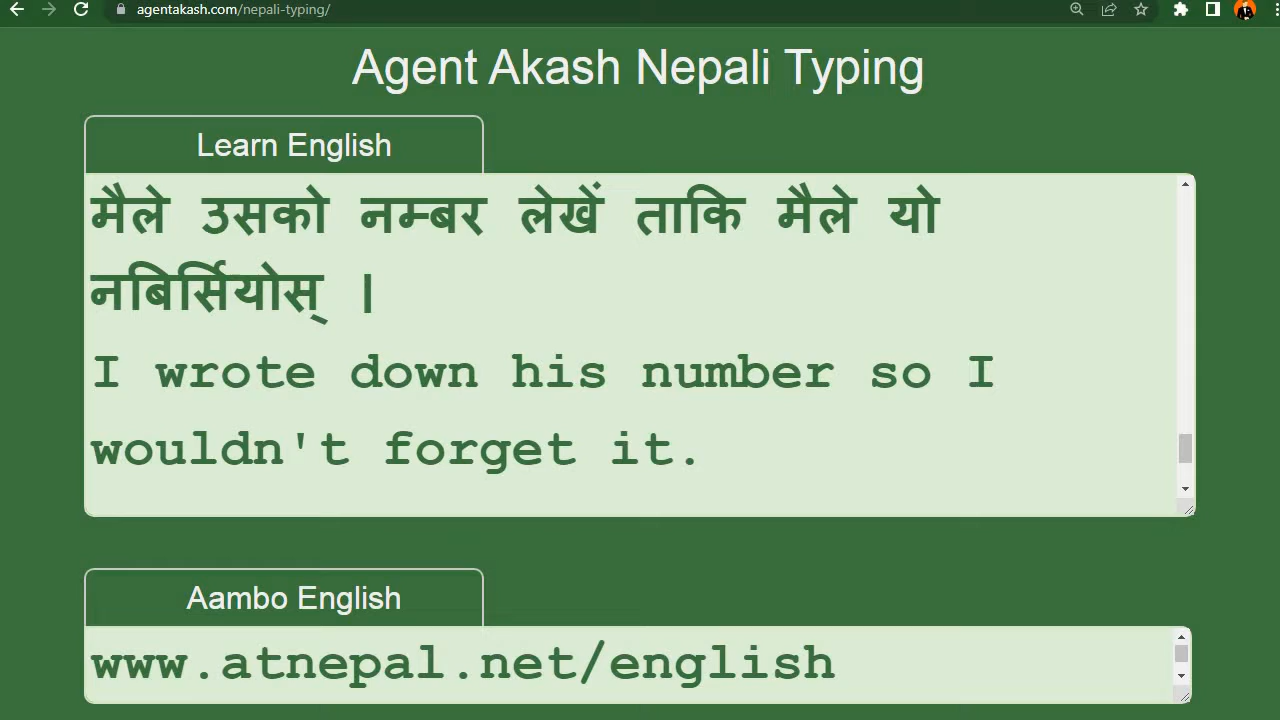 agentakash.com/nepali-typing/
Agent Akash Nepali Typing
Learn English
मैले उसको नम्बर लेखें ताकि मैले यो
नबिर्सियोस् |
I wrote down his number so I
wouldn't forget it.
Aambo English
www.atnepal.net/english